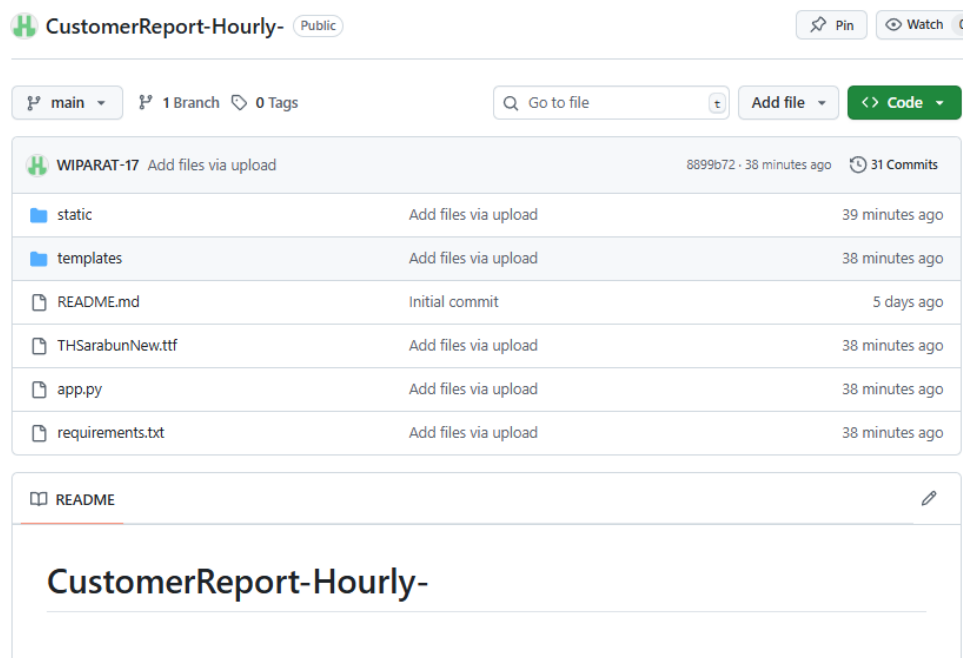 CustomerReport-Hourly- Public Pin Watch
main 1 Branch 0 Tags Go to file t Add file Code
WIPARAT-17 Add files via upload 8899b72 · 38 minutes ago 31 Commits
static Add files via upload 39 minutes ago
templates Add files via upload 38 minutes ago
README.md Initial commit 5 days ago
THSarabunNew.ttf Add files via upload 38 minutes ago
app.py Add files via upload 38 minutes ago
requirements.txt Add files via upload 38 minutes ago
README
CustomerReport-Hourly-